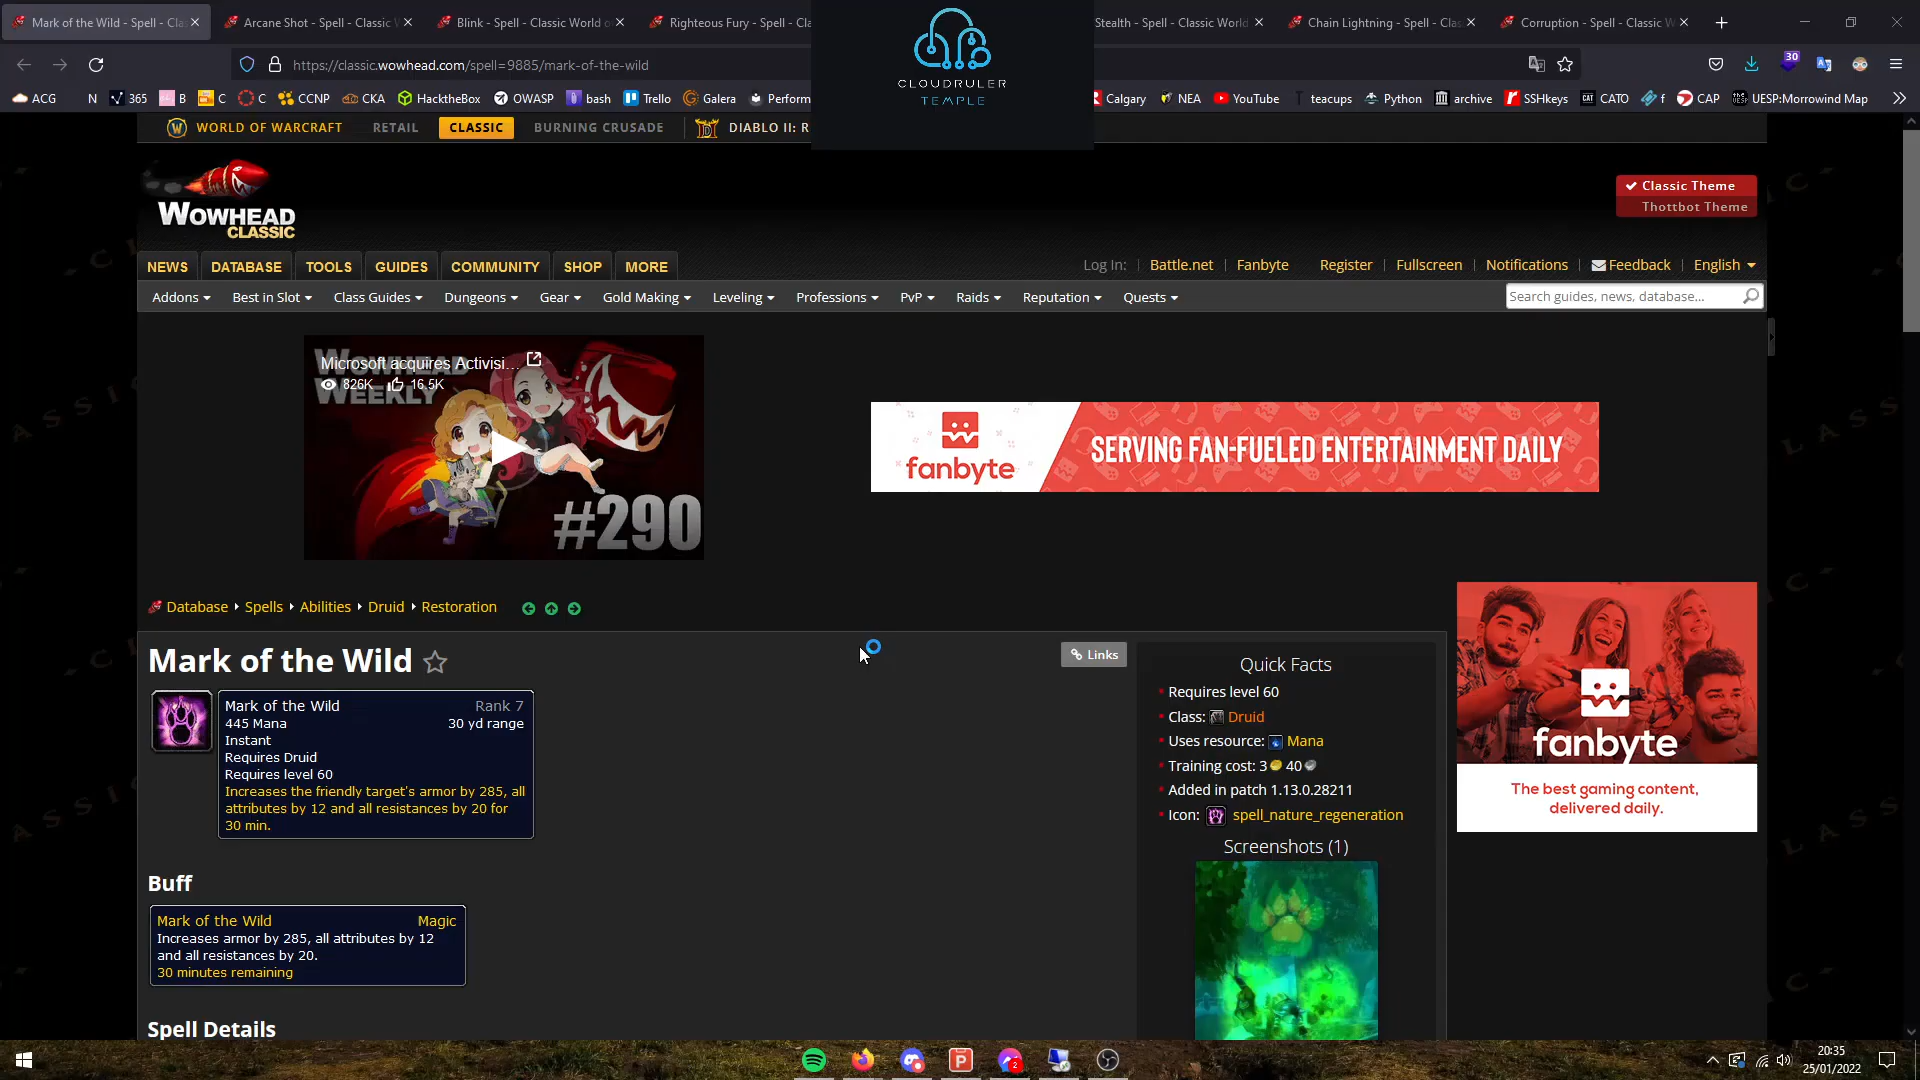 Mark of the Wild - Spell - Cla
Arcane Shot - Spell - Classic W
Blink - Spell - Classic World o
Righteous Fury - Spell - Cla
Stealth - Spell - Classic World
Chain Lightning - Spell - Clas
Corruption - Spell - Classic W
https://classic.wowhead.com/spell=9885/mark-of-the-wild
30
ACG
N
365
B
C
C
CCNP
CKA
HacktheBox
OWASP
bash
Trello
Galera
Perform
Calgary
NEA
YouTube
teacups
Python
archive
SSHkeys
CATO
f
CAP
UESP:Morrowind Map
CLOUDRULER
TEMPLE
WORLD OF WARCRAFT
RETAIL
CLASSIC
BURNING CRUSADE
DIABLO II: R
WOWHEAD
CLASSIC
Classic Theme
Thottbot Theme
NEWS
DATABASE
TOOLS
GUIDES
COMMUNITY
SHOP
MORE
Log In:
Battle.net
Fanbyte
Register
Fullscreen
Notifications
Feedback
English
Addons
Best in Slot
Class Guides
Dungeons
Gear
Gold Making
Leveling
Professions
PvP
Raids
Reputation
Quests
Search guides, news, database...
Microsoft acquires Activisi...
826K
16.5K
WOWHEAD
WEEKLY
#290
fanbyte
SERVING FAN-FUELED ENTERTAINMENT DAILY
Database
Spells
Abilities
Druid
Restoration
Mark of the Wild
Links
Mark of the Wild
Rank 7
445 Mana
30 yd range
Instant
Requires Druid
Requires level 60
Increases the friendly target's armor by 285, all
attributes by 12 and all resistances by 20 for
30 min.
Buff
Mark of the Wild
Magic
Increases armor by 285, all attributes by 12
and all resistances by 20.
30 minutes remaining
Spell Details
Quick Facts
Requires level 60
Class: Druid
Uses resource: Mana
Training cost: 3 40
Added in patch 1.13.0.28211
Icon: spell_nature_regeneration
Screenshots (1)
fanbyte
The best gaming content,
delivered daily.
2
20:35
25/01/2022